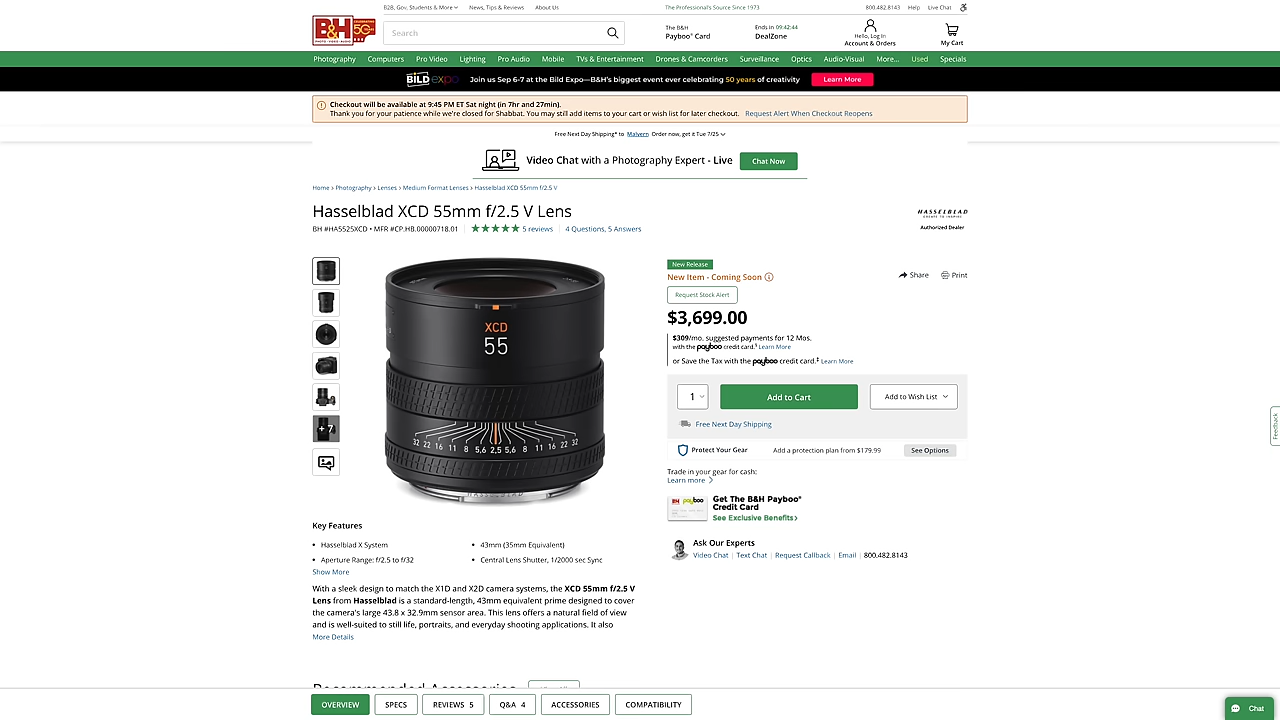 B2B, Gov, Students & More
News, Tips & Reviews
About Us
The Professional's Source Since 1973
800.482.8143
Help
Live Chat
B&H
PHOTO · VIDEO · AUDIO
50
Search
The B&H
Payboo® Card
Ends in 09:42:44
DealZone
Hello, Log In
Account & Orders
My Cart
Photography
Computers
Pro Video
Lighting
Pro Audio
Mobile
TVs & Entertainment
Drones & Camcorders
Surveillance
Optics
Audio-Visual
More...
Used
Specials
BILD expo
Join us Sep 6-7 at the Bild Expo—B&H's biggest event ever celebrating 50 years of creativity
Learn More
Checkout will be available at 9:45 PM ET Sat night (in 7hr and 27min).
Thank you for your patience while we're closed for Shabbat. You may still add items to your cart or wish list for later checkout. Request Alert When Checkout Reopens
Free Next Day Shipping* to Malvern Order now, get it Tue 7/25
Video Chat with a Photography Expert - Live
Chat Now
Home › Photography › Lenses › Medium Format Lenses › Hasselblad XCD 55mm f/2.5 V
Hasselblad XCD 55mm f/2.5 V Lens
BH #HA5525XCD • MFR #CP.HB.00000718.01
5 reviews
4 Questions, 5 Answers
HASSELBLAD
CREATE TO INSPIRE
Authorized Dealer
+ 7
XCD
55
32 22 16 11 8 5,6 2,5 5,6 8 11 16 22 32
HASSELBLAD
New Release
New Item - Coming Soon
Share
Print
Request Stock Alert
$3,699.00
$309/mo. suggested payments for 12 Mos.
with the payboo credit card.§ Learn More
or Save the Tax with the payboo credit card.‡ Learn More
1
Add to Cart
Add to Wish List
Free Next Day Shipping
Protect Your Gear
Add a protection plan from $179.99
See Options
Trade in your gear for cash:
Learn more
B&H payboo
Get The B&H Payboo®
Credit Card
See Exclusive Benefits
Ask Our Experts
Video Chat | Text Chat | Request Callback | Email | 800.482.8143
Key Features
Hasselblad X System
43mm (35mm Equivalent)
Aperture Range: f/2.5 to f/32
Central Lens Shutter, 1/2000 sec Sync
Show More
With a sleek design to match the X1D and X2D camera systems, the XCD 55mm f/2.5 V
Lens from Hasselblad is a standard-length, 43mm equivalent prime designed to cover
the camera's large 43.8 x 32.9mm sensor area. This lens offers a natural field of view
and is well-suited to still life, portraits, and everyday shooting applications. It also
More Details
Recommended Accessories
OVERVIEW
SPECS
REVIEWS 5
Q&A 4
ACCESSORIES
COMPATIBILITY
Feedback
Chat